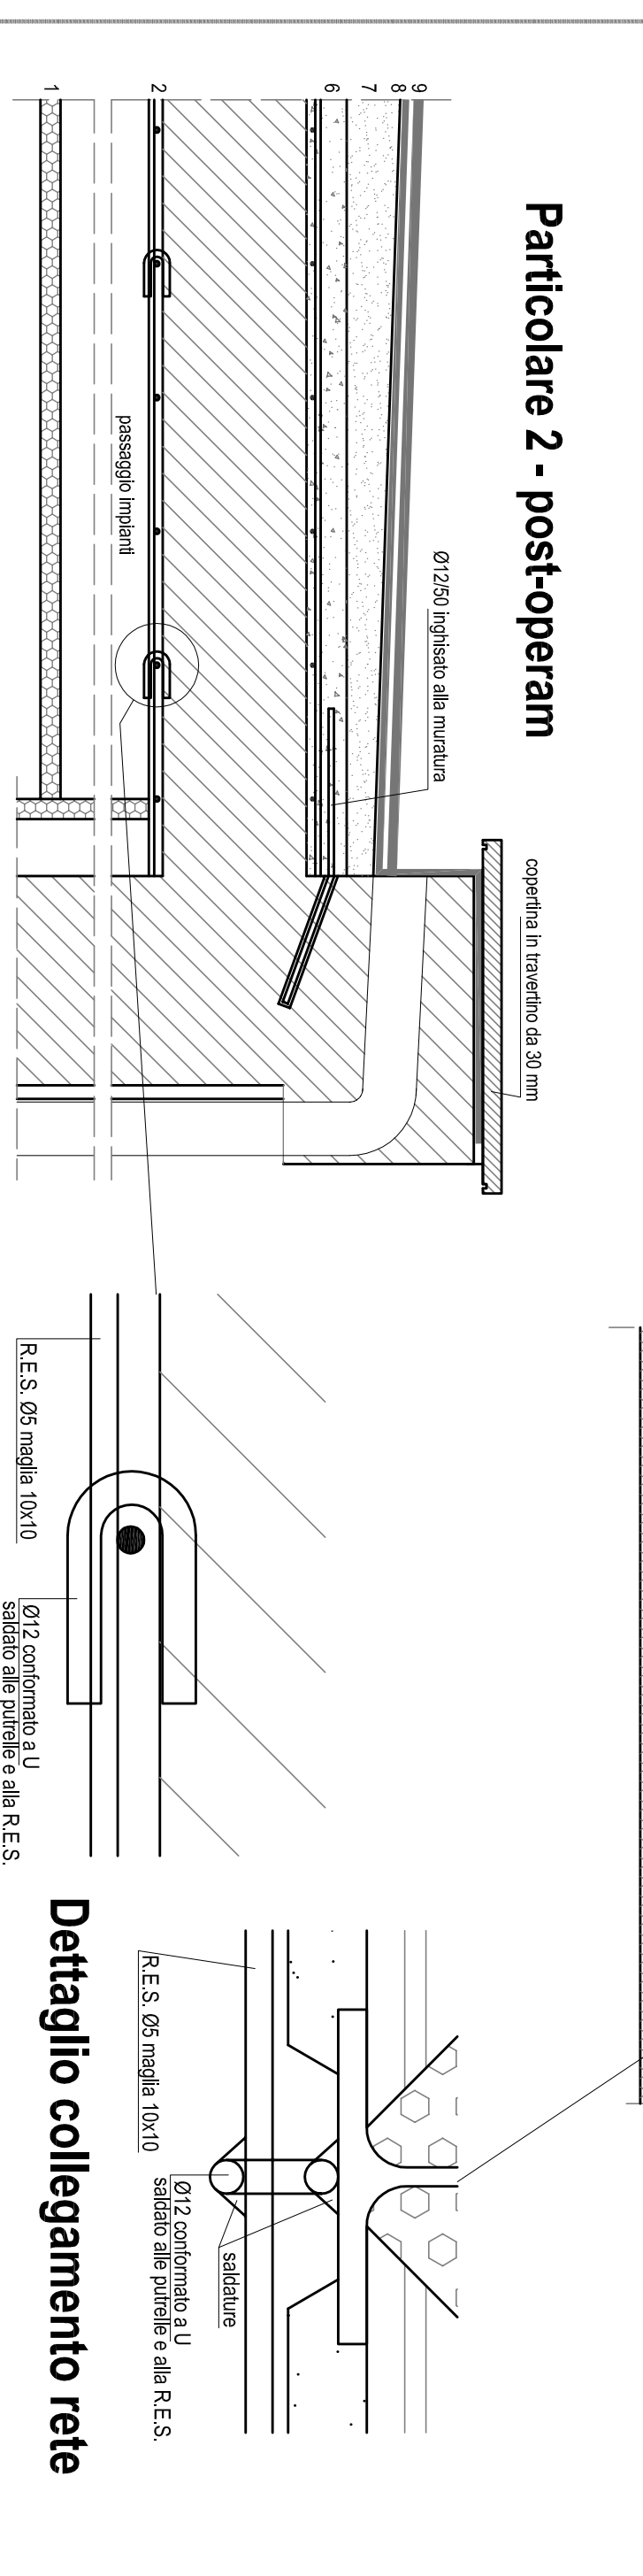 Particolare 2 - post-operam
9
8
7
6
2
1
Ø12/50 inghisato alla muratura
copertina in travertino da 30 mm
passaggio impianti
R.E.S. Ø5 maglia 10x10
Ø12 conformato a U
saldato alle putrelle e alla R.E.S.
R.E.S. Ø5 maglia 10x10
Ø12 conformato a U
saldato alle putrelle e alla R.E.S.
saldature
Dettaglio collegamento rete